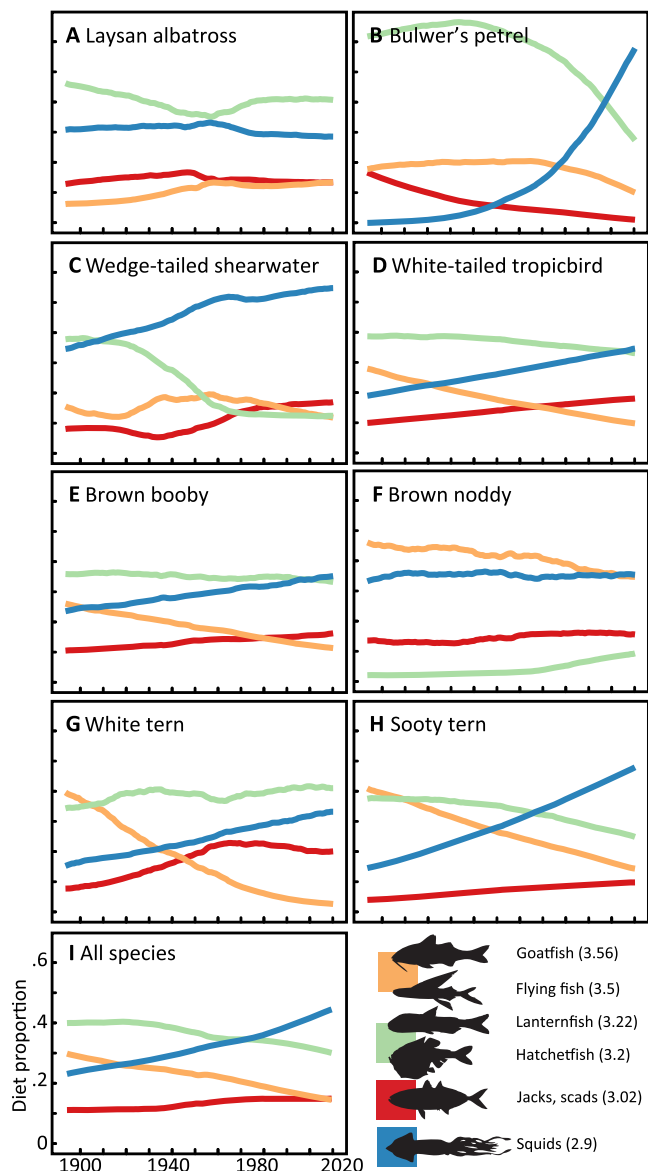 A Laysan albatross
B Bulwer's petrel
C Wedge-tailed shearwater
D White-tailed tropicbird
E Brown booby
F Brown noddy
G White tern
H Sooty tern
I All species
Diet proportion
.6
.4
.2
0
1900 1940 1980 2020
Goatfish (3.56)
Flying fish (3.5)
Lanternfish (3.22)
Hatchetfish (3.2)
Jacks, scads (3.02)
Squids (2.9)